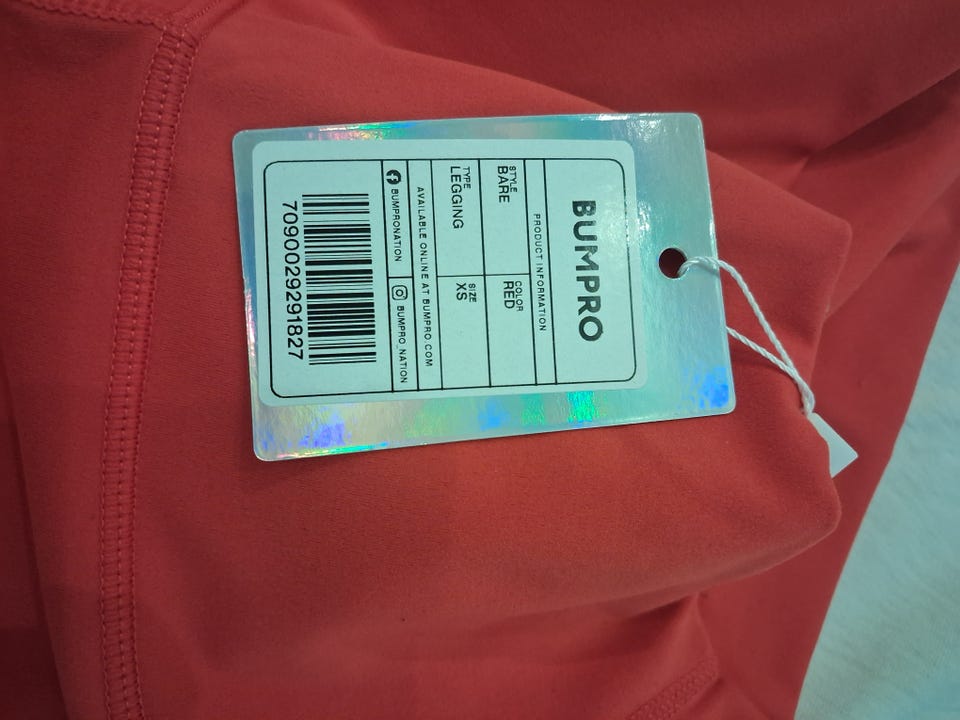 BUMPRO
PRODUCT INFORMATION
STYLE
BARE
COLOR
RED
TYPE
LEGGING
SIZE
XS
AVAILABLE ONLINE AT BUMPRO.COM
BUMPRONATION
BUMPRO_NATION
7090029291827